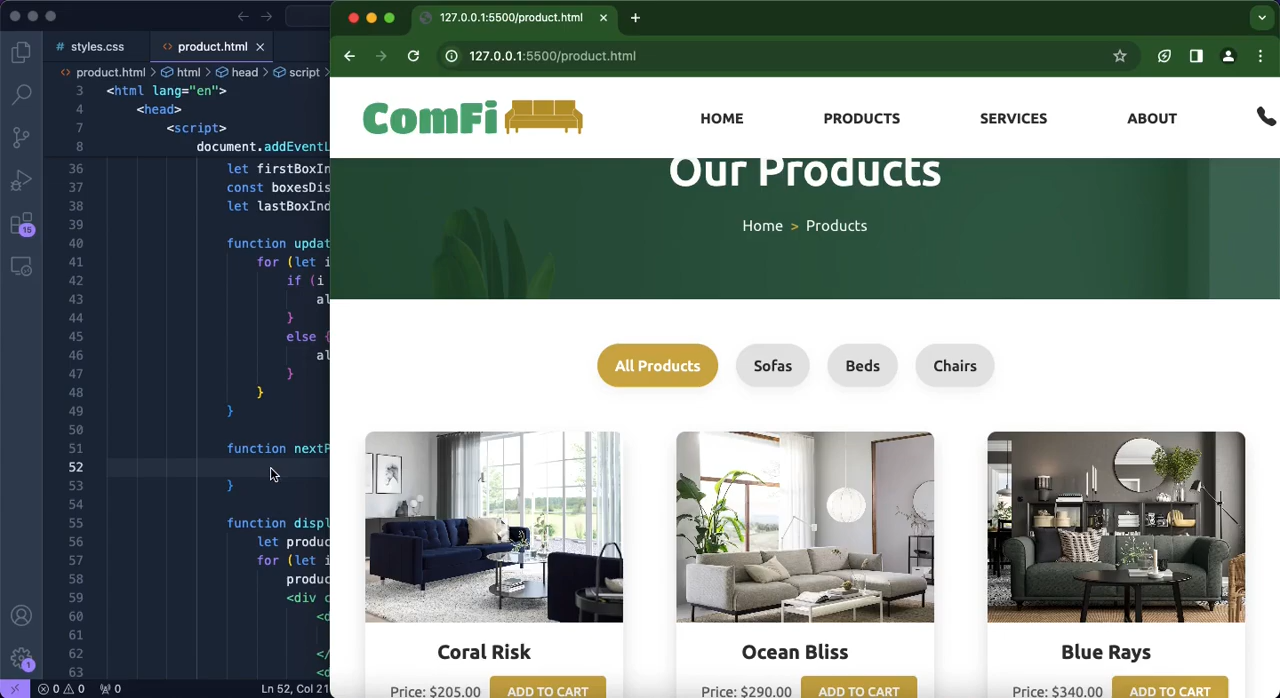 # styles.css
<> product.html ×
<> product.html > html > head > script >
3 <html lang="en">
4 <head>
7 <script>
8 document.addEventL
36 let firstBoxIn
37 const boxesDis
38 let lastBoxInd
39
40 function updat
41 for (let i
42 if (i
43 al
44 }
45 else {
46 al
47 }
48 }
49 }
50
51 function nextP
52
53 }
54
55 function displ
56 let produc
57 for (let i
58 produc
59 <div c
60 <d
61
62 </
63 <d
15
1
0 0 0
Ln 52, Col 21
127.0.0.1:5500/product.html
127.0.0.1:5500/product.html
ComFi
HOME PRODUCTS SERVICES ABOUT
Our Products
Home > Products
All Products Sofas Beds Chairs
Coral Risk
Price: $205.00 ADD TO CART
Ocean Bliss
Price: $290.00 ADD TO CART
Blue Rays
Price: $340.00 ADD TO CART